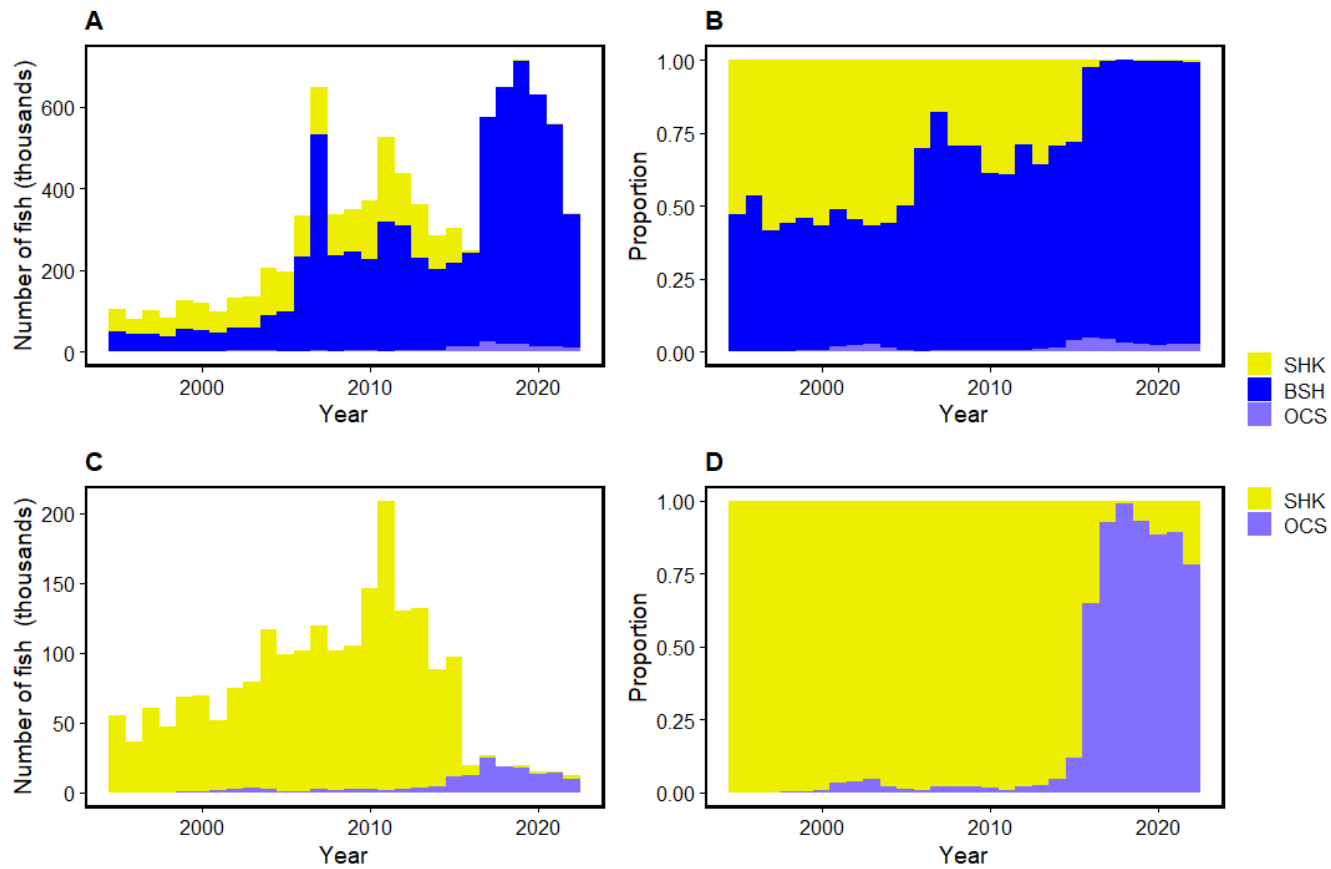 A
Number of fish (thousands)
600
400
200
0
2000
2010
2020
Year
B
Proportion
1.00
0.75
0.50
0.25
0.00
2000
2010
2020
Year
SHK
BSH
OCS
C
Number of fish (thousands)
200
150
100
50
0
2000
2010
2020
Year
D
Proportion
1.00
0.75
0.50
0.25
0.00
2000
2010
2020
Year
SHK
OCS